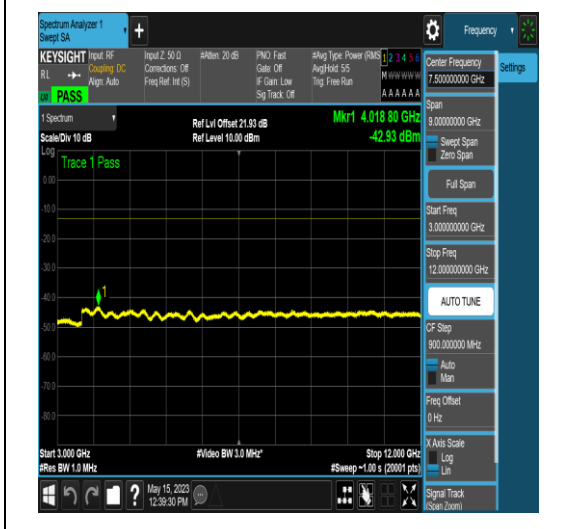 Spectrum Analyzer 1
Swept SA
Frequency
KEYSIGHT
RL
PASS
Input: RF
Coupling: DC
Align: Auto
Input Z: 50 Ω
Corrections: Off
Freq Ref: Int (S)
#Atten: 20 dB
PNO: Fast
Gate: Off
IF Gain: Low
Sig Track: Off
#Avg Type: Power (RMS
Avg|Hold: 5/5
Trig: Free Run
1 2 3 4 5 6
M W W W W W
A A A A A A
1 Spectrum
Scale/Div 10 dB
Ref Lvl Offset 21.93 dB
Ref Level 10.00 dBm
Mkr1 4.018 80 GHz
-42.93 dBm
Log
Trace 1 Pass
0.00
-10.0
-20.0
-30.0
-40.0
-50.0
-60.0
-70.0
-80.0
1
Start 3.000 GHz
#Res BW 1.0 MHz
#Video BW 3.0 MHz*
Stop 12.000 GHz
#Sweep ~1.00 s (20001 pts)
May 15, 2023
12:39:30 PM
Settings
Center Frequency
7.500000000 GHz
Span
9.00000000 GHz
Swept Span
Zero Span
Full Span
Start Freq
3.000000000 GHz
Stop Freq
12.000000000 GHz
AUTO TUNE
CF Step
900.000000 MHz
Auto
Man
Freq Offset
0 Hz
X Axis Scale
Log
Lin
Signal Track
(Span Zoom)